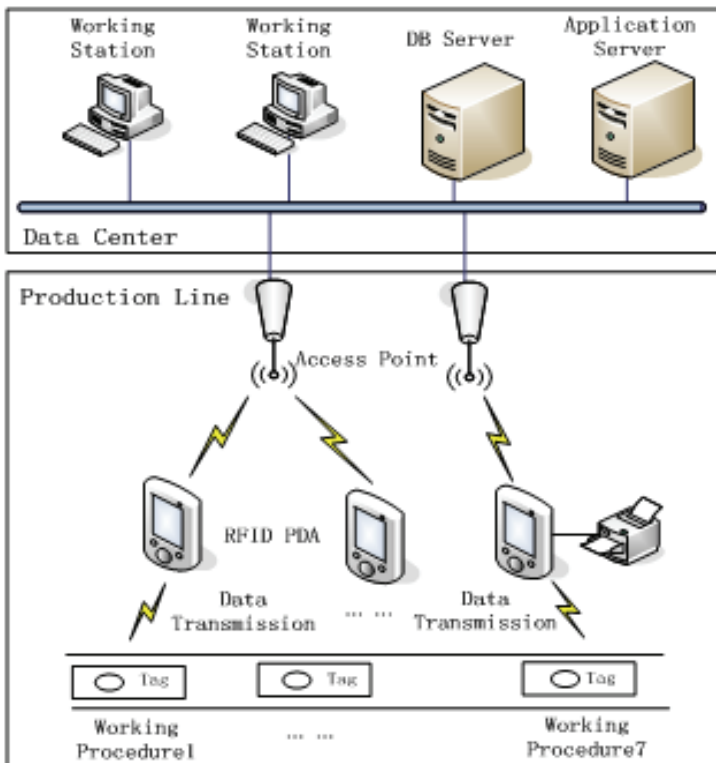 Working Station
Working Station
DB Server
Application Server
Data Center
Production Line
Access Point
RFID PDA
Data Transmission
... ...
Data Transmission
Tag
Tag
Tag
Working Procedure1
... ...
Working Procedure7